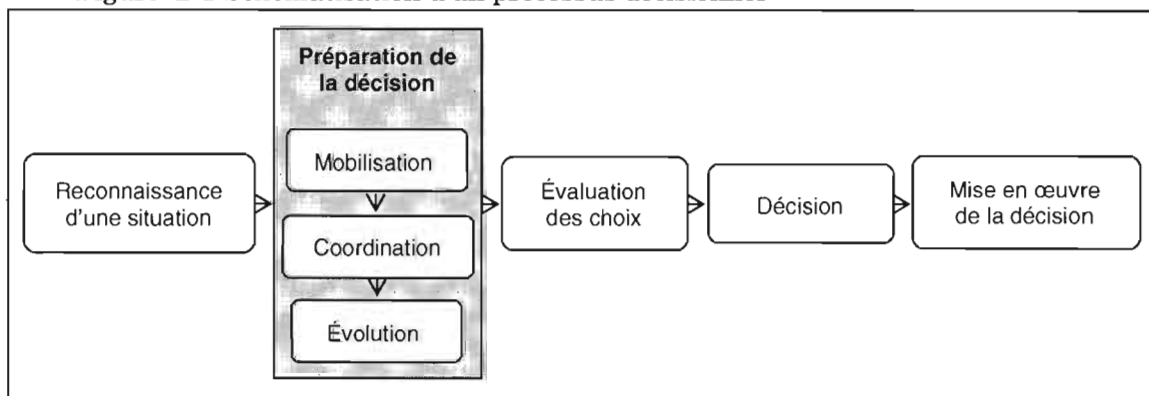 Préparation de
la décision
Reconnaissance
d'une situation
Mobilisation
Coordination
Évolution
Évaluation
des choix
Décision
Mise en œuvre
de la décision